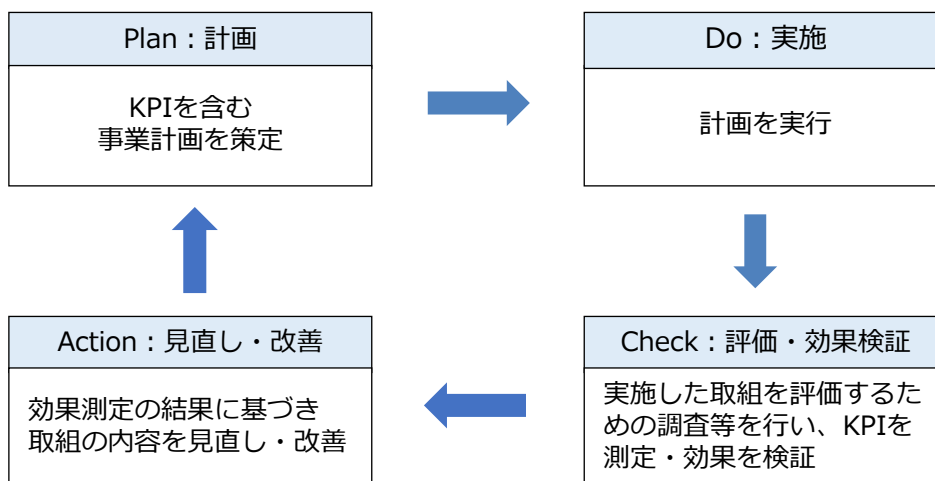 Plan：計画
KPIを含む
事業計画を策定
Do：実施
計画を実行
Action：見直し・改善
効果測定の結果に基づき
取組の内容を見直し・改善
Check：評価・効果検証
実施した取組を評価するた
めの調査等を行い、KPIを
測定・効果を検証